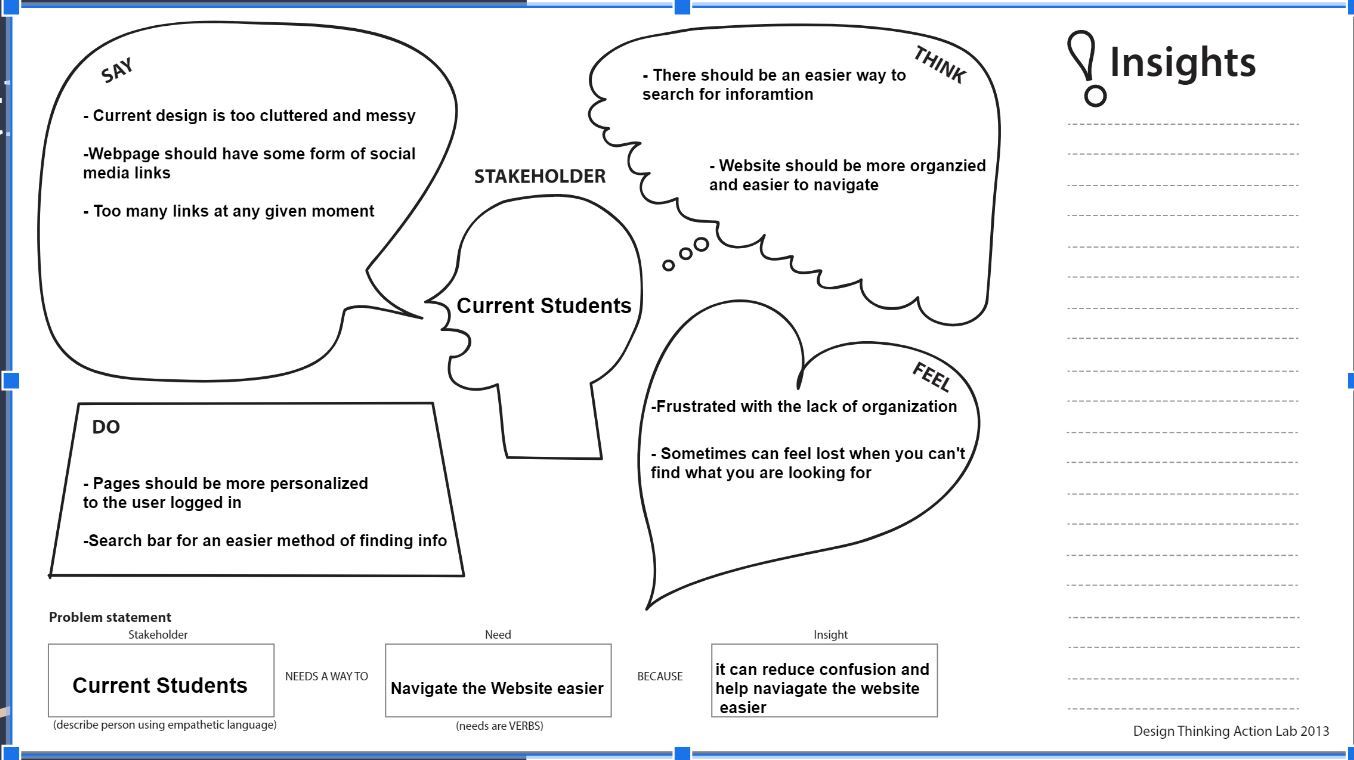 SAY
- Current design is too cluttered and messy
-Webpage should have some form of social
media links
- Too many links at any given moment
THINK
- There should be an easier way to
search for inforamtion
- Website should be more organzied
and easier to navigate
STAKEHOLDER
Current Students
DO
- Pages should be more personalized
to the user logged in
-Search bar for an easier method of finding info
FEEL
-Frustrated with the lack of organization
- Sometimes can feel lost when you can't
find what you are looking for
Insights
Problem statement
Stakeholder
Current Students
(describe person using empathetic language)
NEEDS A WAY TO
Need
Navigate the Website easier
(needs are VERBS)
BECAUSE
Insight
it can reduce confusion and
help naviagate the website
easier
Design Thinking Action Lab 2013